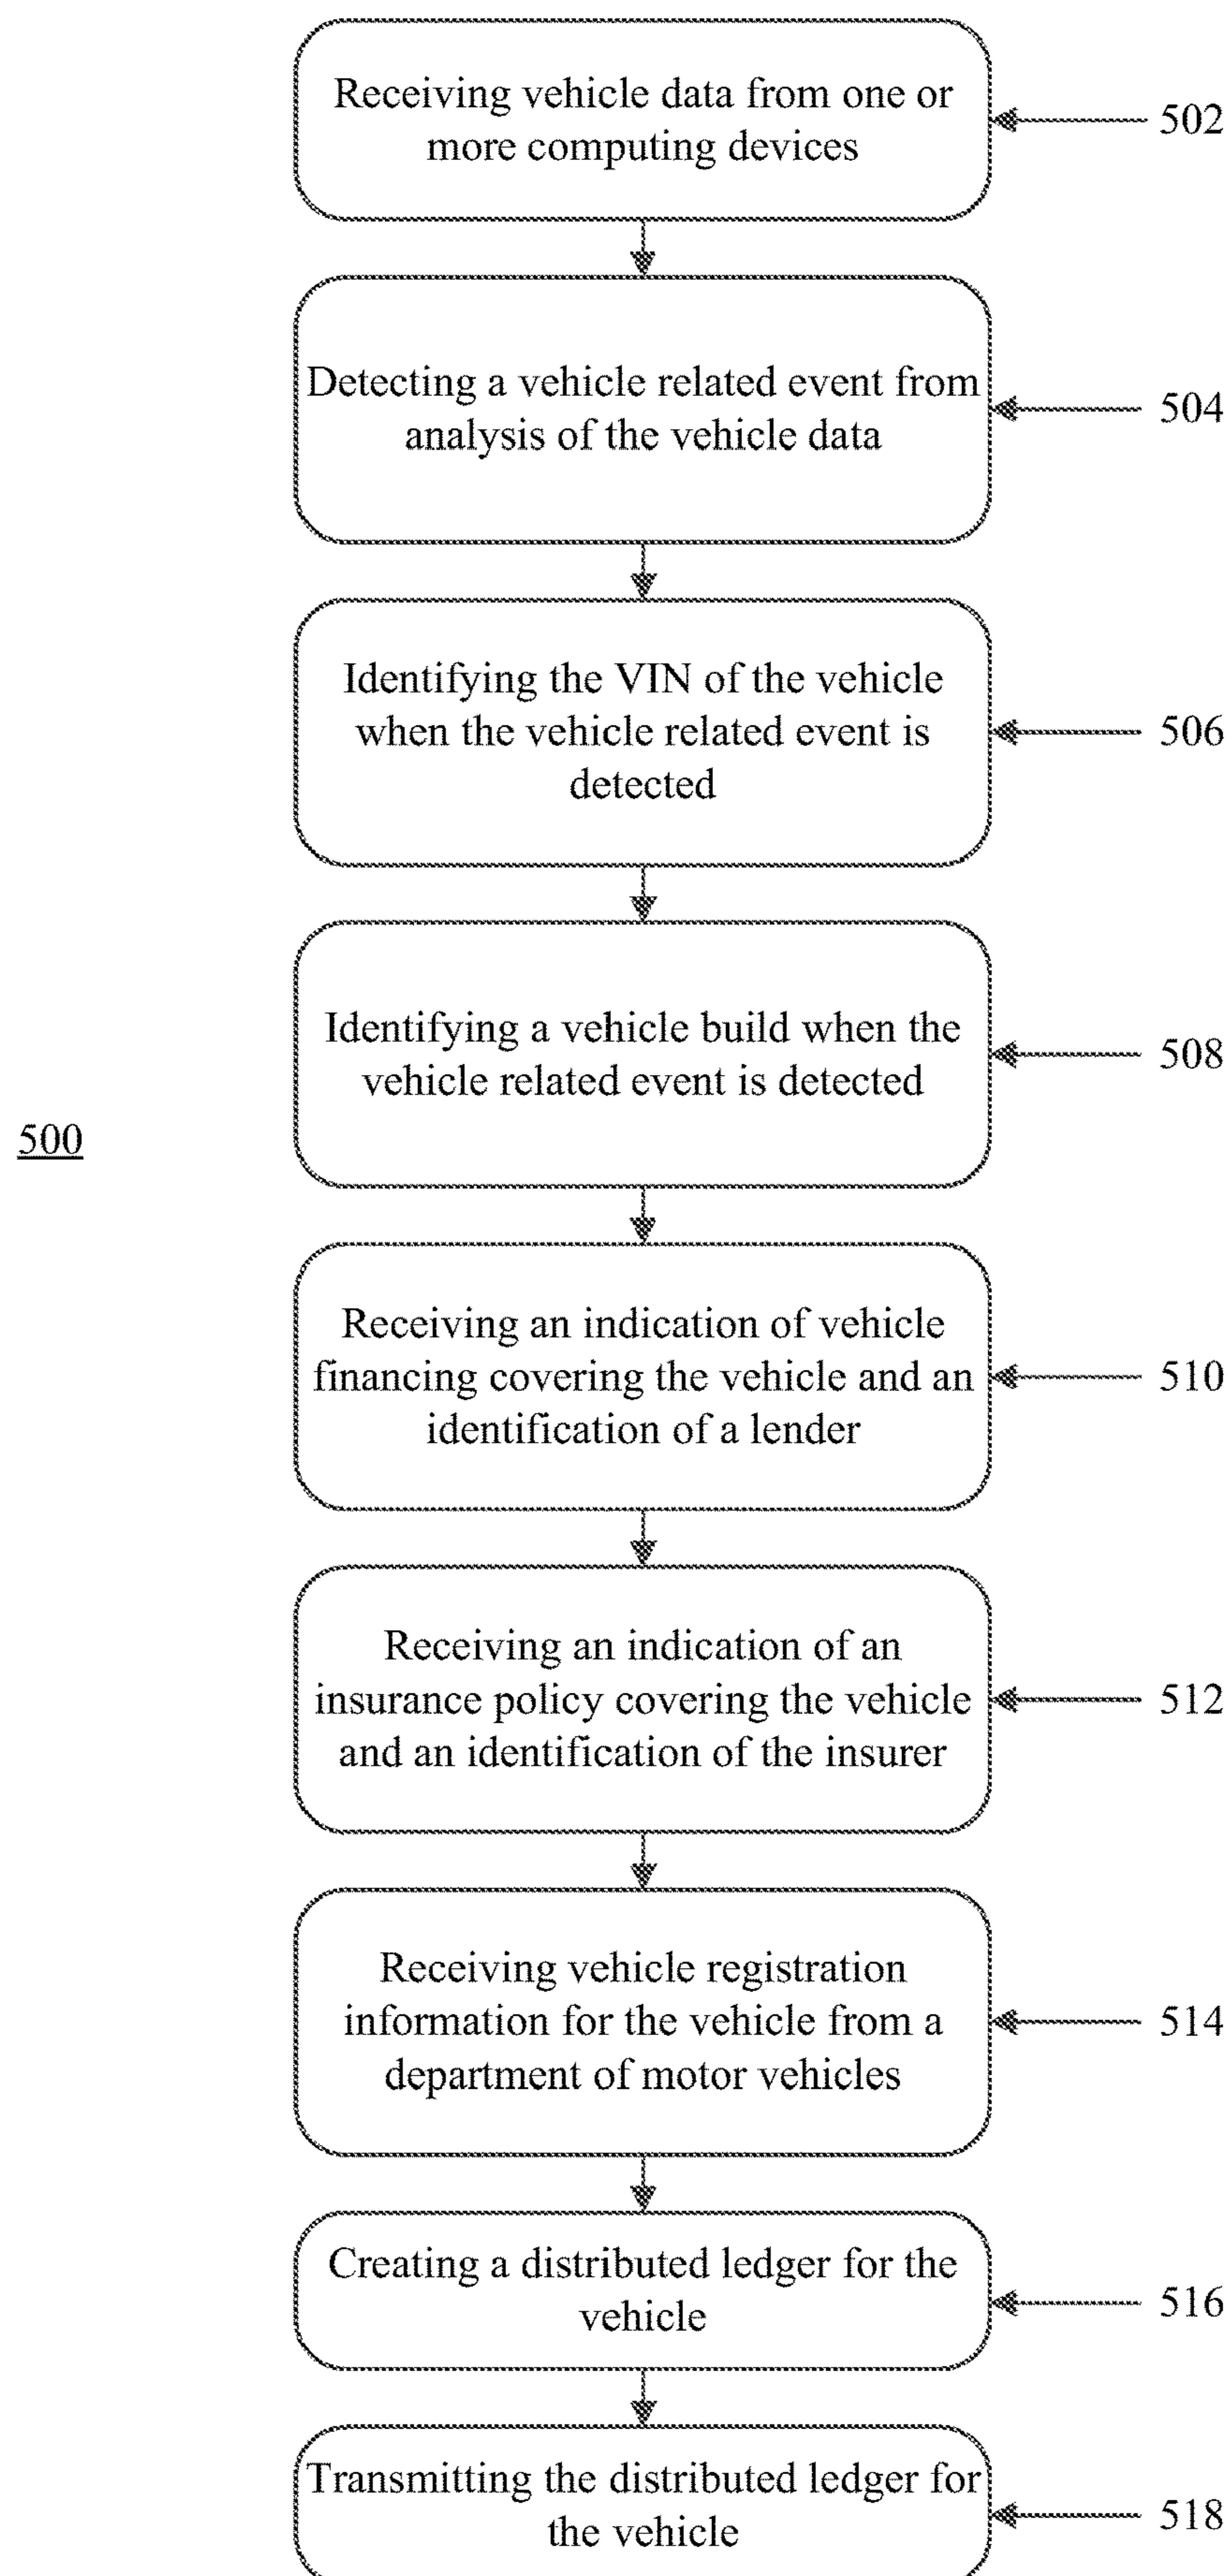 Receiving vehicle data from one or
more computing devices
502
Detecting a vehicle related event from
analysis of the vehicle data
504
Identifying the VIN of the vehicle
when the vehicle related event is
detected
506
Identifying a vehicle build when the
vehicle related event is detected
508
500
Receiving an indication of vehicle
financing covering the vehicle and an
identification of a lender
510
Receiving an indication of an
insurance policy covering the vehicle
and an identification of the insurer
512
Receiving vehicle registration
information for the vehicle from a
department of motor vehicles
514
Creating a distributed ledger for the
vehicle
516
Transmitting the distributed ledger for
the vehicle
518